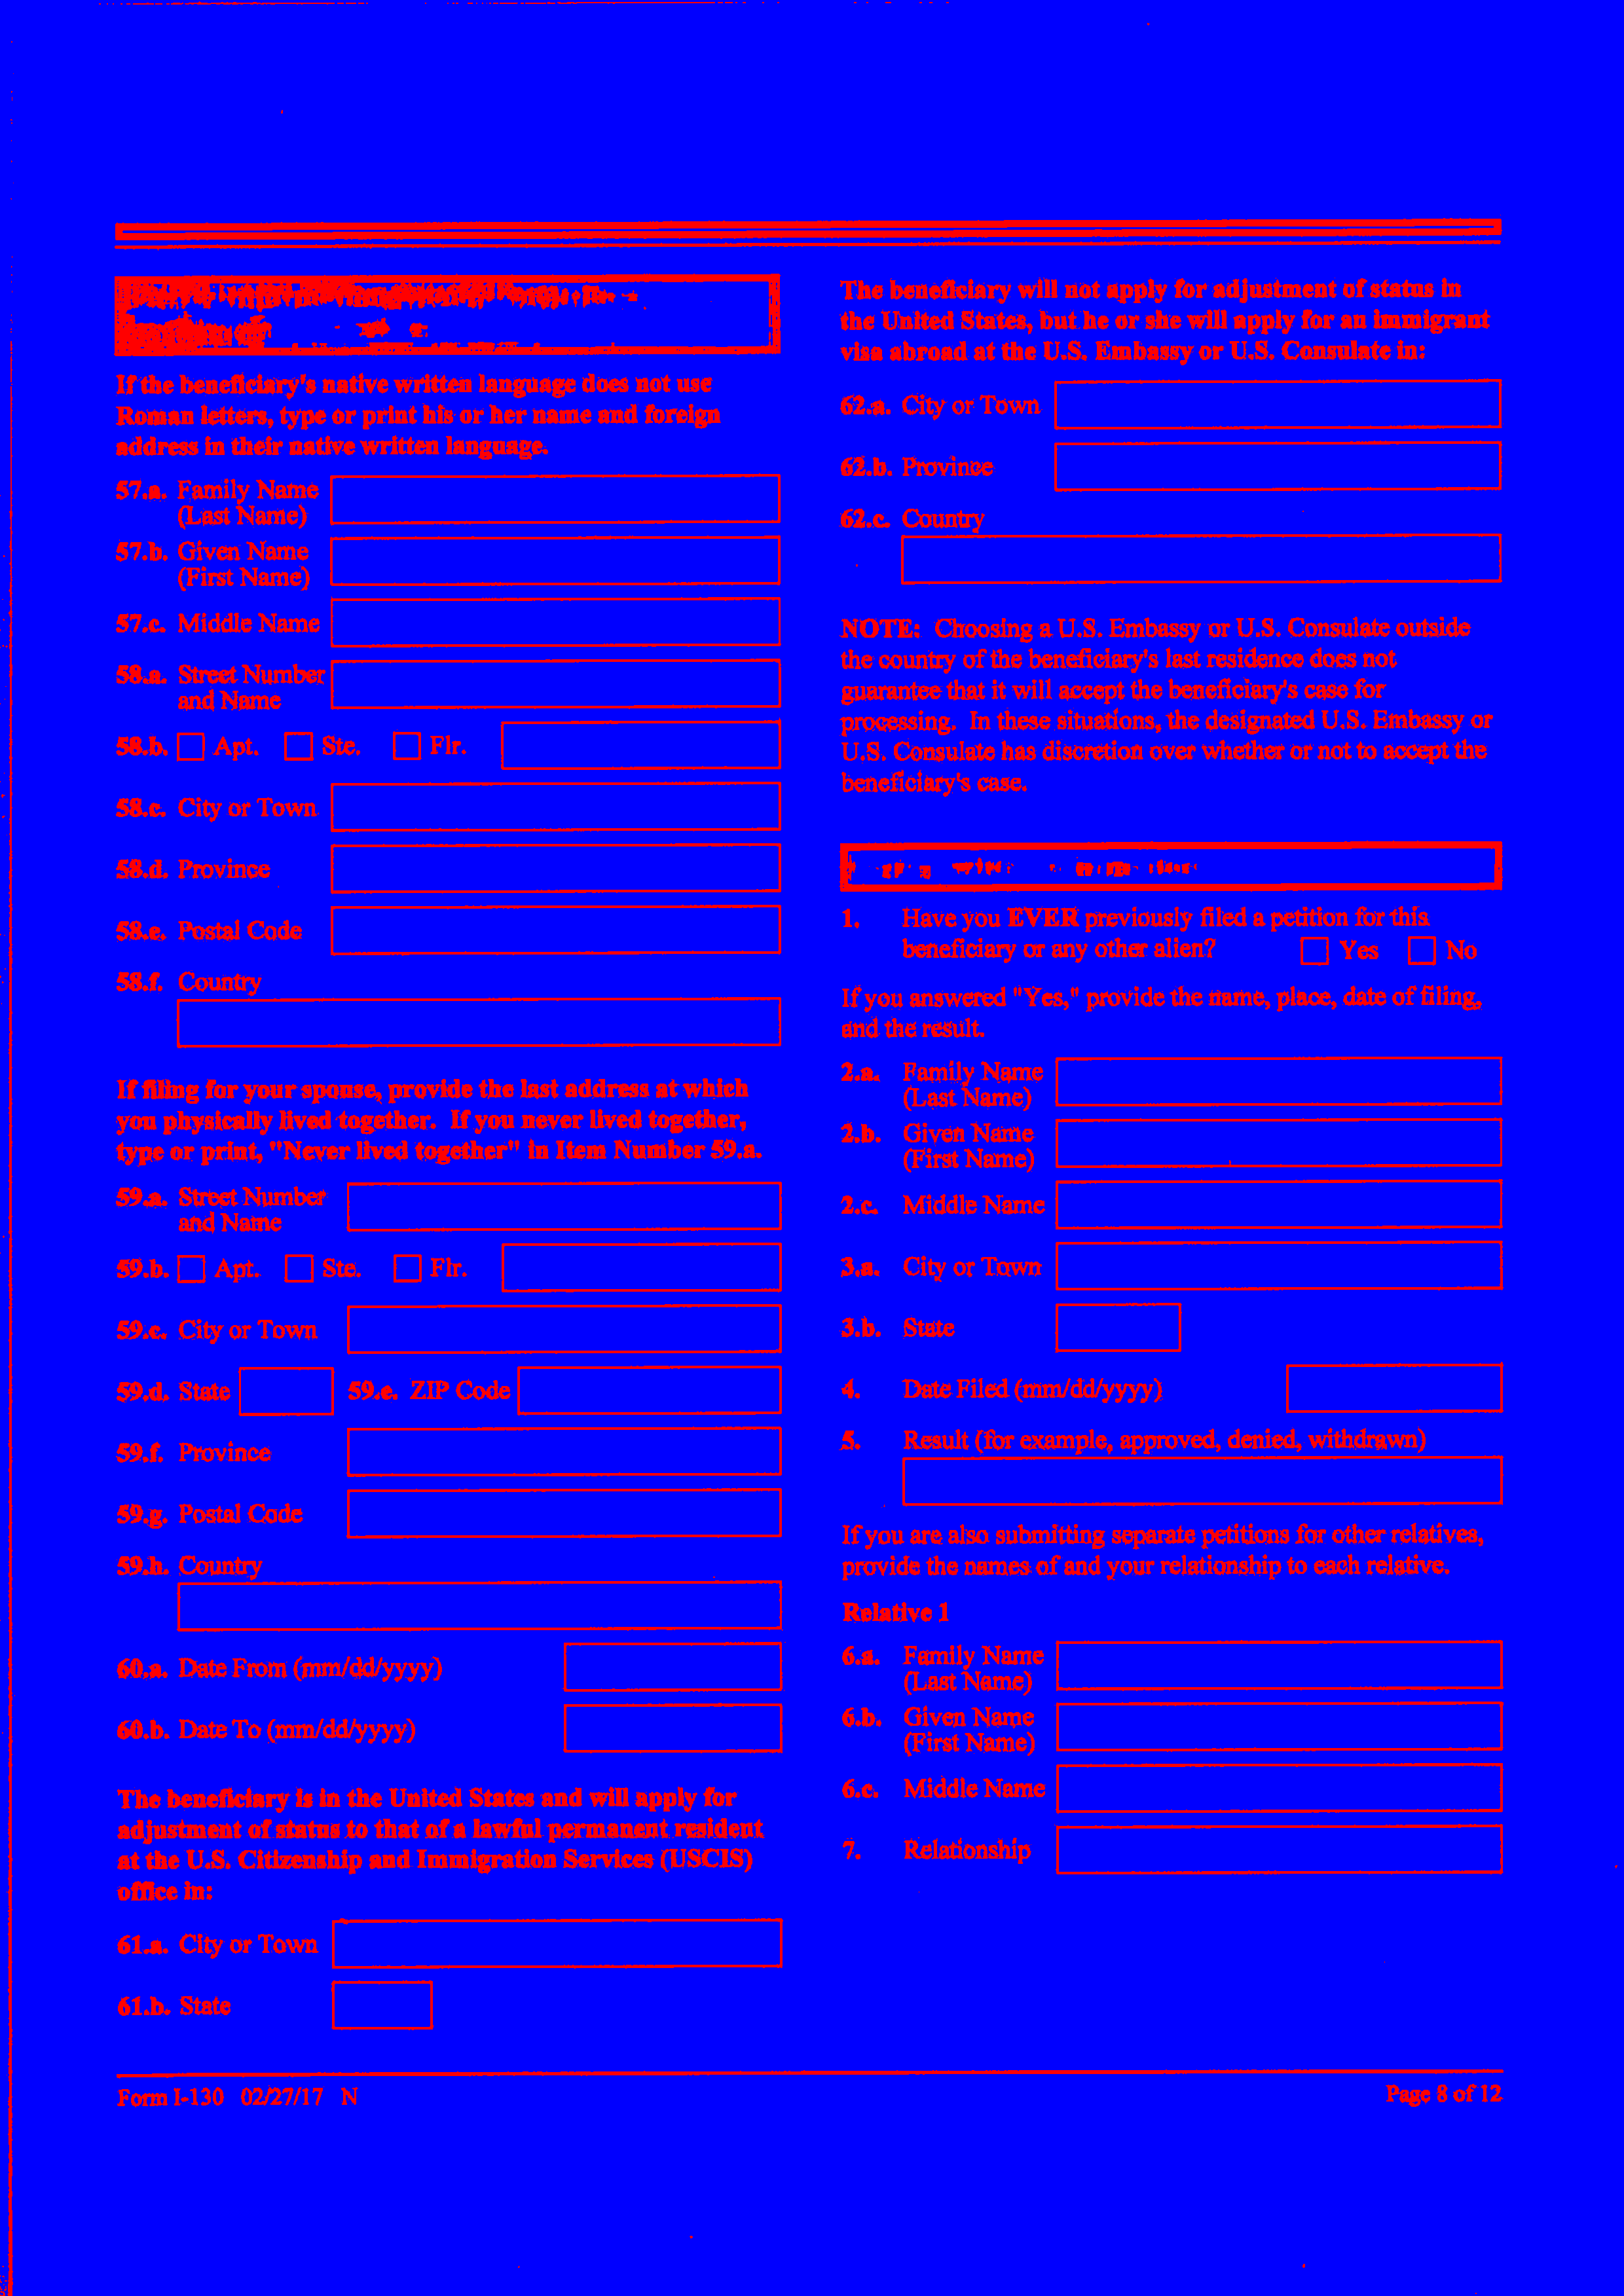 If the beneficiary's native written language does not use
Roman letters, type or print his or her name and foreign
address in their native written language.
57.a. Family Name
(Last Name)
57.b. Given Name
(First Name)
57.c. Middle Name
58.a. Street Number
and Name
58.b. Apt. Ste. Flr.
58.c. City or Town
58.d. Province
58.e. Postal Code
58.f. Country
If filing for your spouse, provide the last address at which
you physically lived together. If you never lived together,
type or print, "Never lived together" in Item Number 59.a.
59.a. Street Number
and Name
59.b. Apt. Ste. Flr.
59.c. City or Town
59.d. State 59.e. ZIP Code
59.f. Province
59.g. Postal Code
59.h. Country
60.a. Date From (mm/dd/yyyy)
60.b. Date To (mm/dd/yyyy)
The beneficiary is in the United States and will apply for
adjustment of status to that of a lawful permanent resident
at the U.S. Citizenship and Immigration Services (USCIS)
office in:
61.a. City or Town
61.b. State
The beneficiary will not apply for adjustment of status in
the United States, but he or she will apply for an immigrant
visa abroad at the U.S. Embassy or U.S. Consulate in:
62.a. City or Town
62.b. Province
62.c. Country
NOTE: Choosing a U.S. Embassy or U.S. Consulate outside
the country of the beneficiary's last residence does not
guarantee that it will accept the beneficiary's case for
processing. In these situations, the designated U.S. Embassy or
U.S. Consulate has discretion over whether or not to accept the
beneficiary's case.
1. Have you EVER previously filed a petition for this
beneficiary or any other alien? Yes No
If you answered "Yes," provide the name, place, date of filing,
and the result.
2.a. Family Name
(Last Name)
2.b. Given Name
(First Name)
2.c. Middle Name
3.a. City or Town
3.b. State
4. Date Filed (mm/dd/yyyy)
5. Result (for example, approved, denied, withdrawn)
If you are also submitting separate petitions for other relatives,
provide the names of and your relationship to each relative.
Relative 1
6.a. Family Name
(Last Name)
6.b. Given Name
(First Name)
6.c. Middle Name
7. Relationship
Form I-130 02/27/17 N
Page 8 of 12